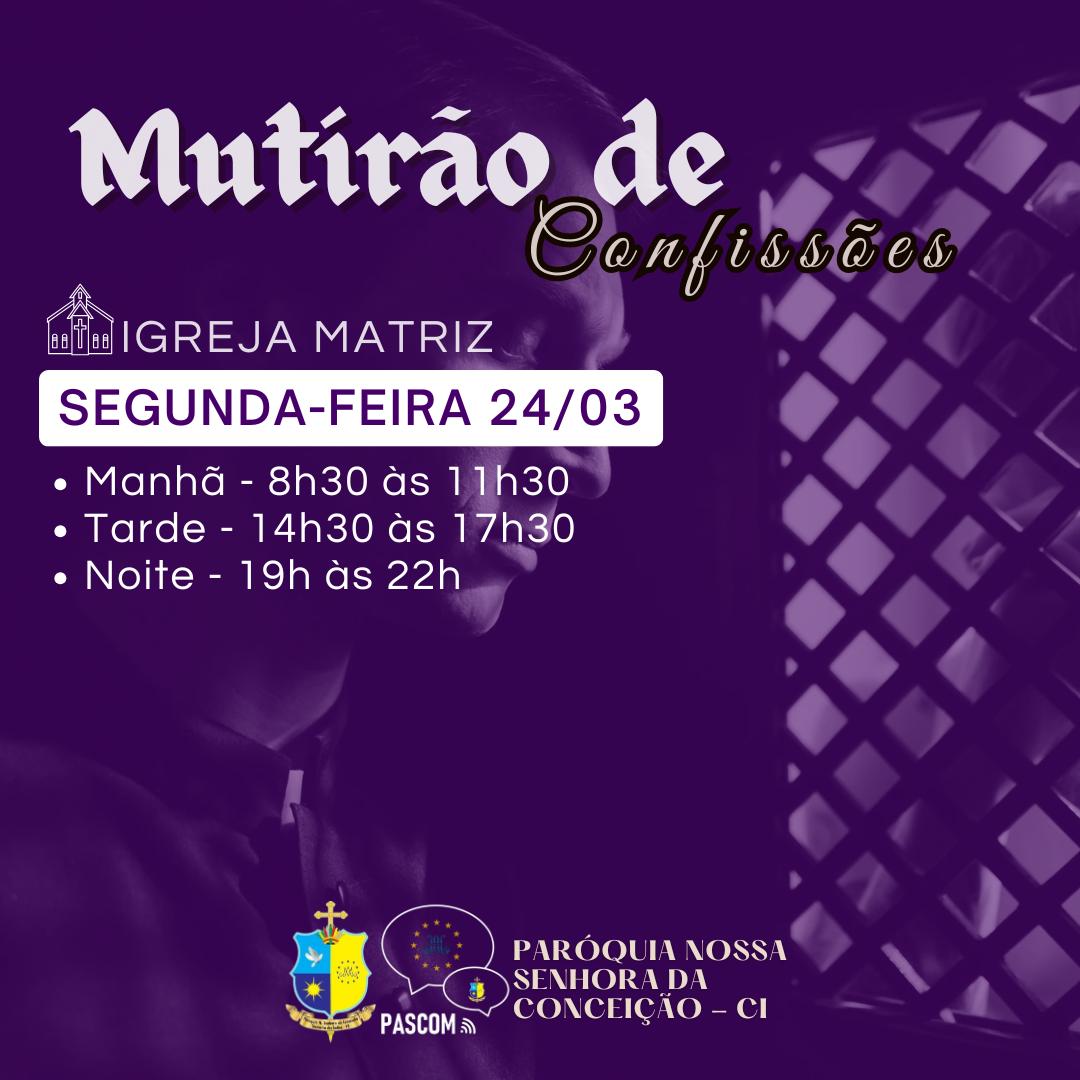 Mutirão de
Confissões
IGREJA MATRIZ
SEGUNDA-FEIRA 24/03
• Manhã - 8h30 às 11h30
• Tarde - 14h30 às 17h30
• Noite - 19h às 22h
PARÓQUIA NOSSA
SENHORA DA
CONCEIÇÃO – CI
PASCOM